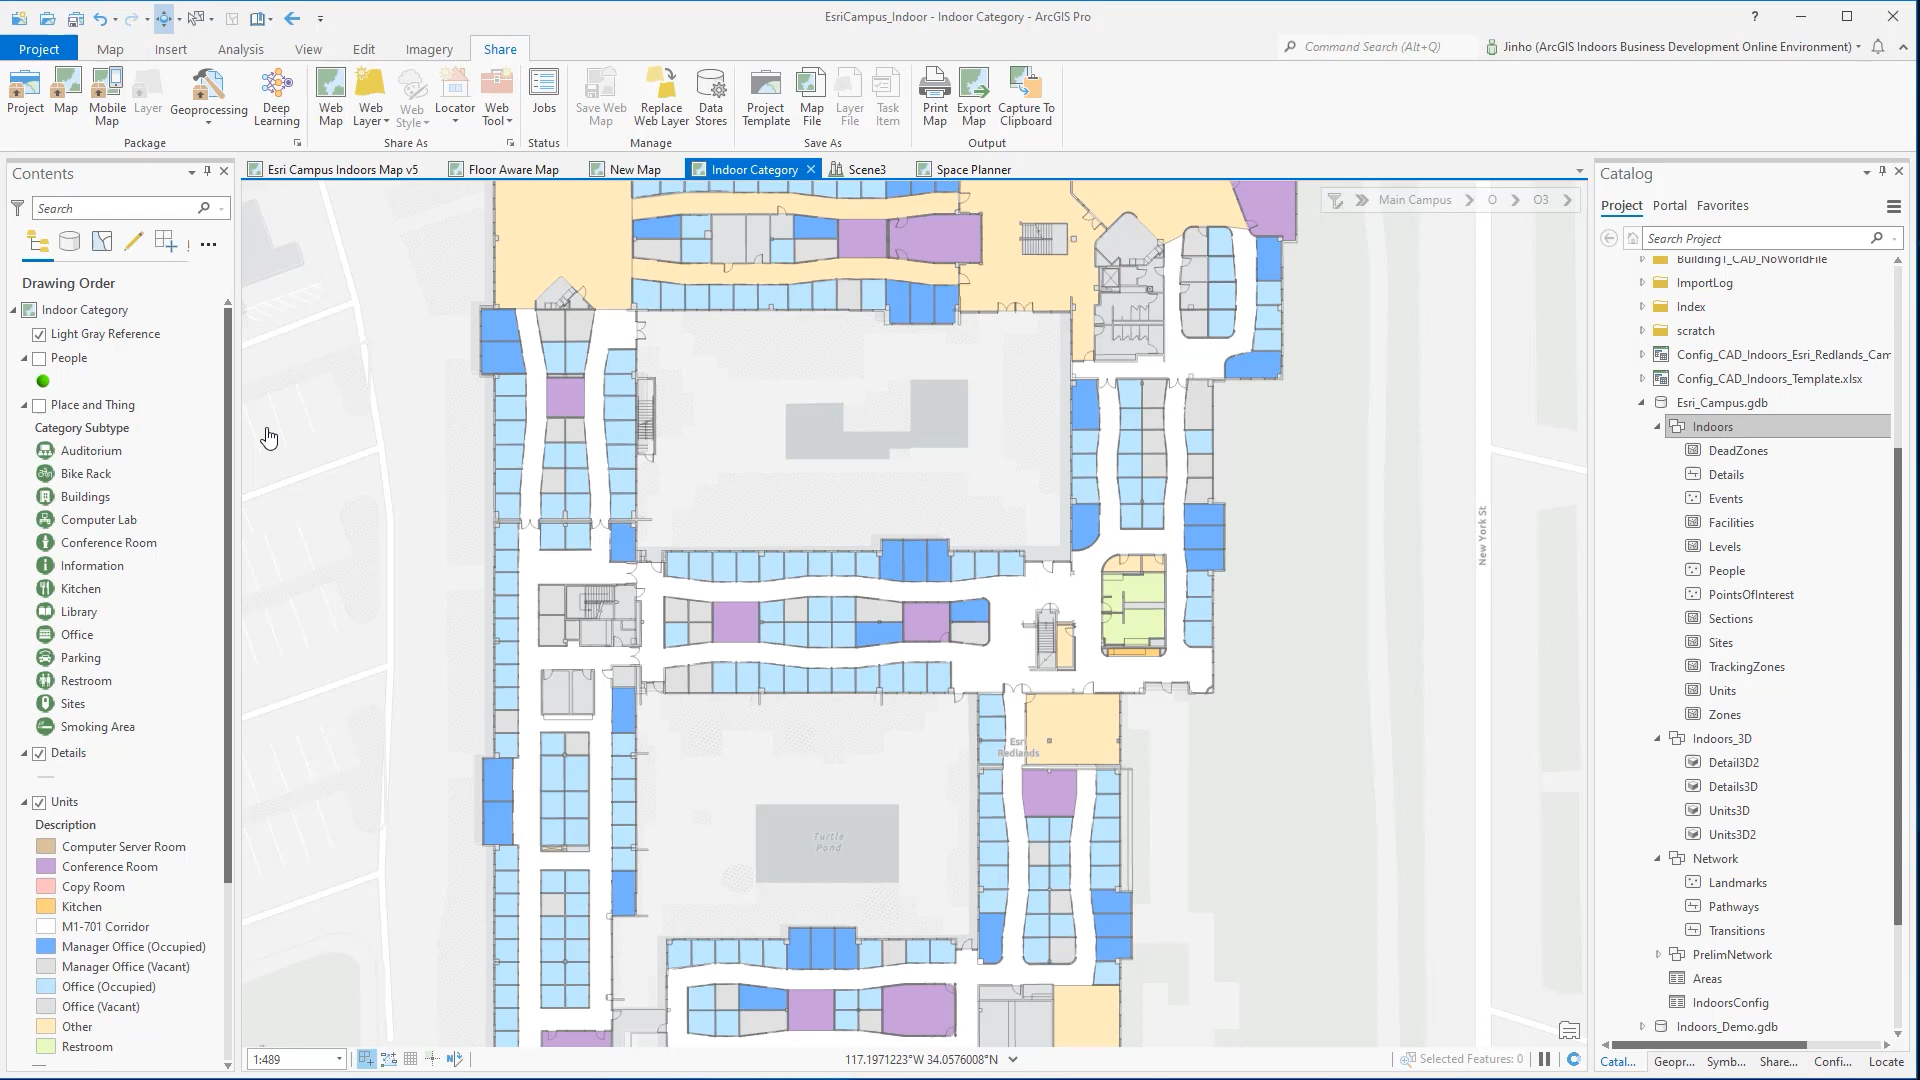 EsriCampus_Indoor - Indoor Category - ArcGIS Pro
?
Project
Map
Insert
Analysis
View
Edit
Imagery
Share
Command Search (Alt+Q)
Jinho (ArcGIS Indoors Business Development Online Environment)
Project
Map
Mobile Map
Layer
Geoprocessing
Deep Learning
Web Map
Web Layer
Web Style
Locator
Web Tool
Jobs
Save Web Map
Replace Web Layer
Data Stores
Project Template
Map File
Layer File
Task Item
Print Map
Export Map
Capture To Clipboard
Package
Share As
Status
Manage
Save As
Output
Contents
Search
Drawing Order
Indoor Category
Light Gray Reference
People
Place and Thing
Category Subtype
Auditorium
Bike Rack
Buildings
Computer Lab
Conference Room
Information
Kitchen
Library
Office
Parking
Restroom
Sites
Smoking Area
Details
Units
Description
Computer Server Room
Conference Room
Copy Room
Kitchen
M1-701 Corridor
Manager Office (Occupied)
Manager Office (Vacant)
Office (Occupied)
Office (Vacant)
Other
Restroom
Esri Campus Indoors Map v5
Floor Aware Map
New Map
Indoor Category
Scene3
Space Planner
Main Campus
O
O3
New York St
Esri
Redlands
Turtle
Pond
1:489
117.1971223°W 34.0576008°N
Selected Features: 0
Catalog
Project
Portal
Favorites
Search Project
Building1_CAD_NoWorldFile
ImportLog
Index
scratch
Config_CAD_Indoors_Esri_Redlands_Cam
Config_CAD_Indoors_Template.xlsx
Esri_Campus.gdb
Indoors
DeadZones
Details
Events
Facilities
Levels
People
PointsOfInterest
Sections
Sites
TrackingZones
Units
Zones
Indoors_3D
Detail3D2
Details3D
Units3D
Units3D2
Network
Landmarks
Pathways
Transitions
PrelimNetwork
Areas
IndoorsConfig
Indoors_Demo.gdb
Catal...
Geopr...
Symb...
Share...
Confi...
Locate